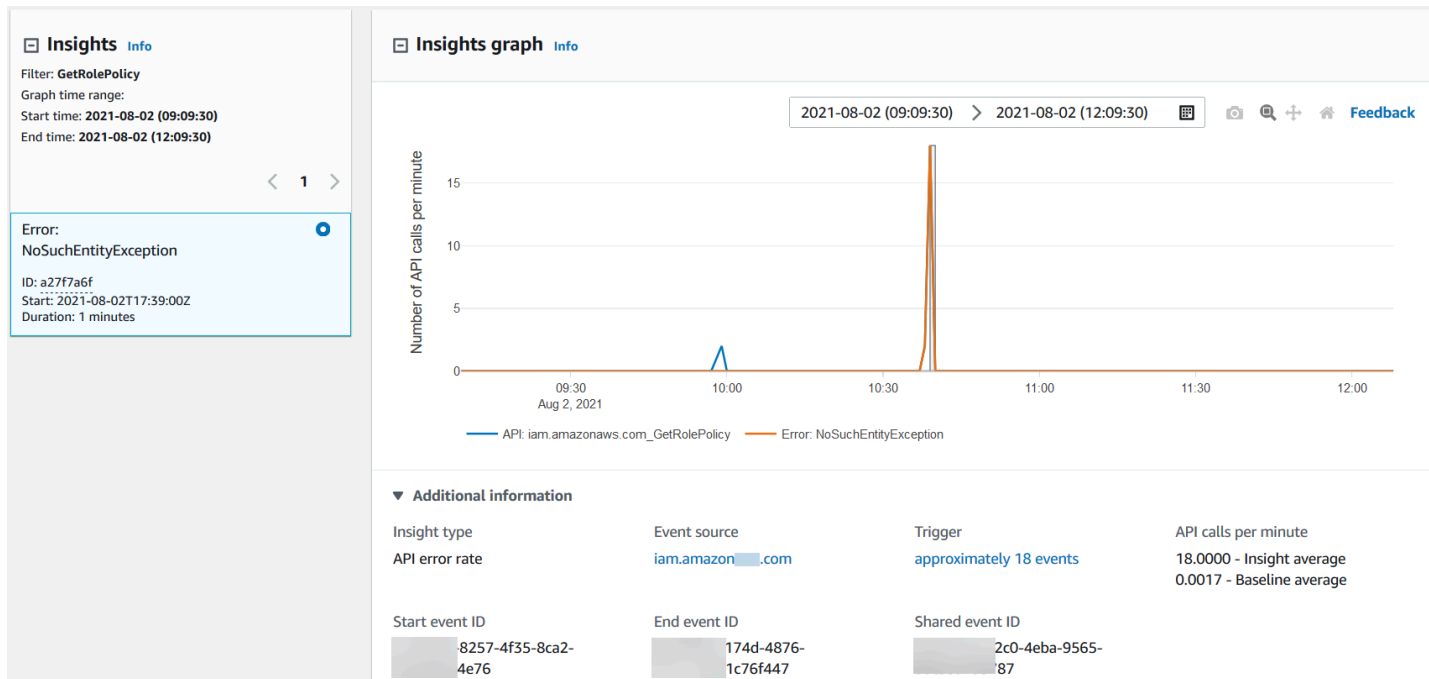 Insights Info
Filter: GetRolePolicy
Graph time range:
Start time: 2021-08-02 (09:09:30)
End time: 2021-08-02 (12:09:30)
1
Error:
NoSuchEntityException
ID: a27f7a6f
Start: 2021-08-02T17:39:00Z
Duration: 1 minutes
Insights graph Info
2021-08-02 (09:09:30) 2021-08-02 (12:09:30) Feedback
Number of API calls per minute
15
10
5
0
09:30 10:00 10:30 11:00 11:30 12:00
Aug 2, 2021
API: iam.amazonaws.com_GetRolePolicy Error: NoSuchEntityException
Additional information
Insight type Event source Trigger API calls per minute
API error rate iam.amazon .com approximately 18 events 18.0000 - Insight average
0.0017 - Baseline average
Start event ID End event ID Shared event ID
-8257-4f35-8ca2- 174d-4876- 2c0-4eba-9565-
4e76 1c76f447 87